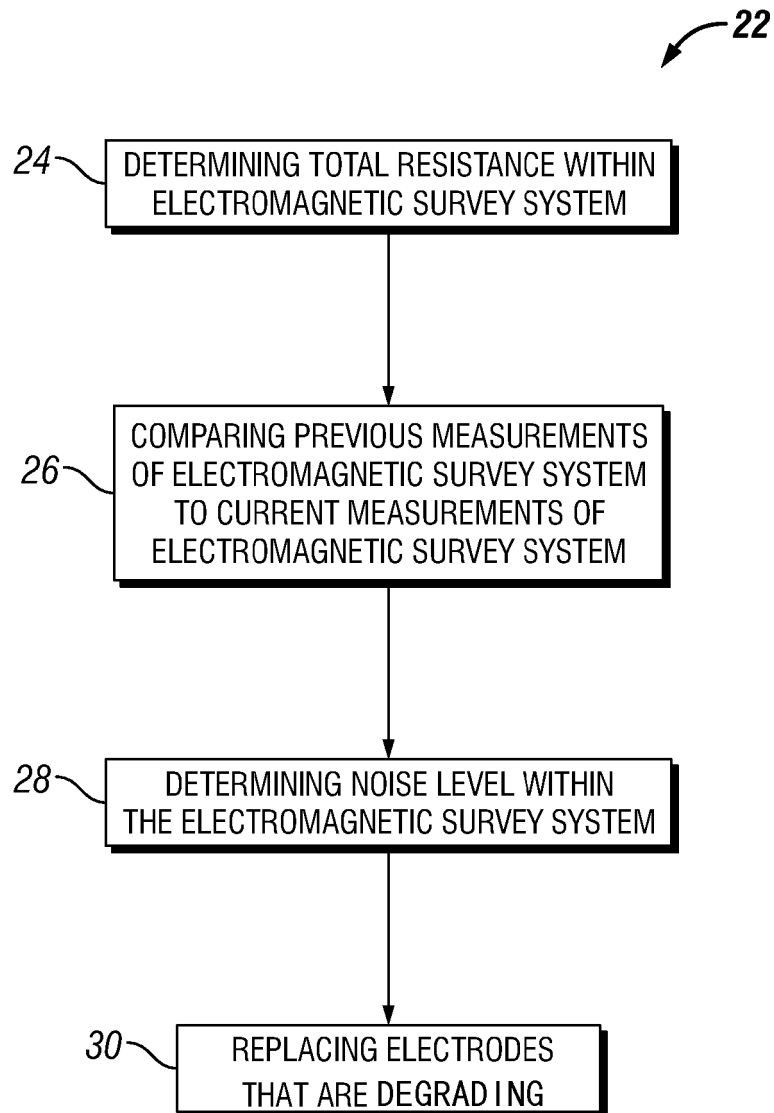 22
24
DETERMINING TOTAL RESISTANCE WITHIN
ELECTROMAGNETIC SURVEY SYSTEM
26
COMPARING PREVIOUS MEASUREMENTS
OF ELECTROMAGNETIC SURVEY SYSTEM
TO CURRENT MEASUREMENTS OF
ELECTROMAGNETIC SURVEY SYSTEM
28
DETERMINING NOISE LEVEL WITHIN
THE ELECTROMAGNETIC SURVEY SYSTEM
30
REPLACING ELECTRODES
THAT ARE DEGRADING